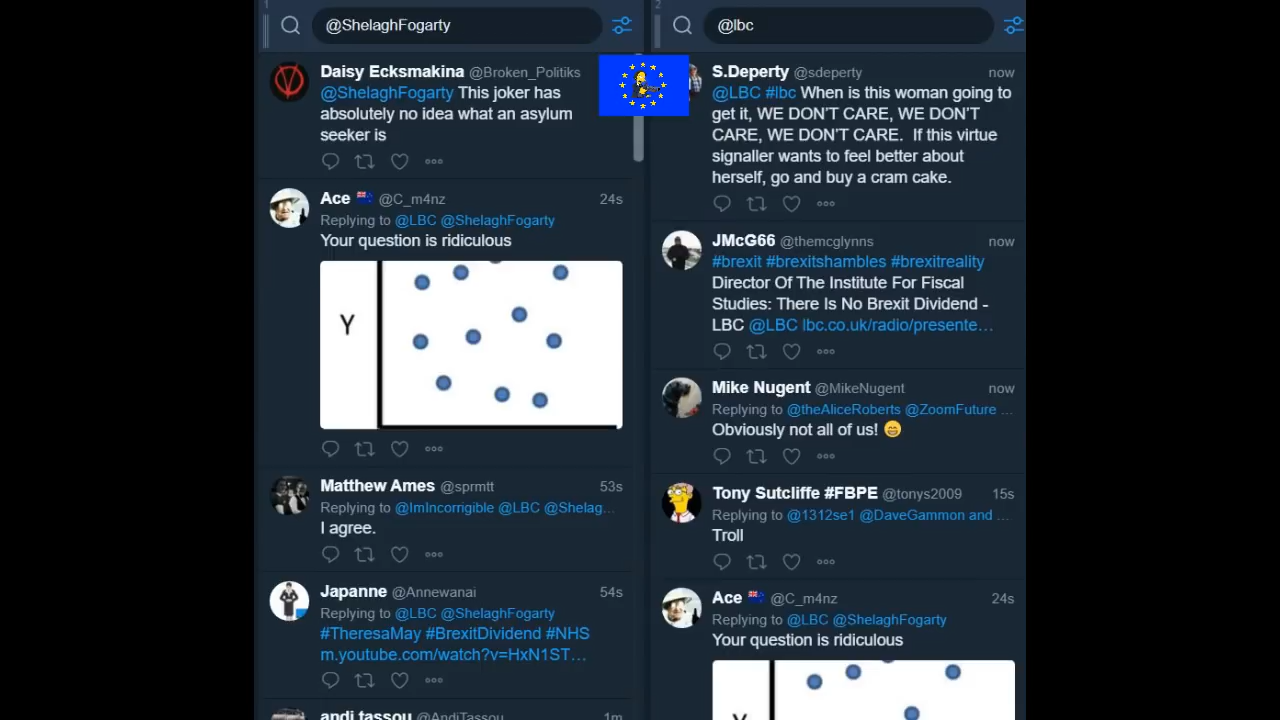 1
@ShelaghFogarty
Daisy Ecksmakina @Broken_Politiks
@ShelaghFogarty This joker has
absolutely no idea what an asylum
seeker is
Ace @C_m4nz 24s
Replying to @LBC @ShelaghFogarty
Your question is ridiculous
Y
Matthew Ames @sprmtt 53s
Replying to @ImIncorrigible @LBC @Shelag...
I agree.
Japanne @Annewanai 54s
Replying to @LBC @ShelaghFogarty
#TheresaMay #BrexitDividend #NHS
m.youtube.com/watch?v=HxN1ST…
andi tassou @AndiTassou 1m
2
@lbc
S.Deperty @sdeperty now
@LBC #lbc When is this woman going to
get it, WE DON'T CARE, WE DON'T
CARE, WE DON'T CARE. If this virtue
signaller wants to feel better about
herself, go and buy a cram cake.
JMcG66 @themcglynns now
#brexit #brexitshambles #brexitreality
Director Of The Institute For Fiscal
Studies: There Is No Brexit Dividend -
LBC @LBC lbc.co.uk/radio/presente…
Mike Nugent @MikeNugent now
Replying to @theAliceRoberts @ZoomFuture ...
Obviously not all of us! 😁
Tony Sutcliffe #FBPE @tonys2009 15s
Replying to @1312se1 @DaveGammon and ...
Troll
Ace @C_m4nz 24s
Replying to @LBC @ShelaghFogarty
Your question is ridiculous
Y